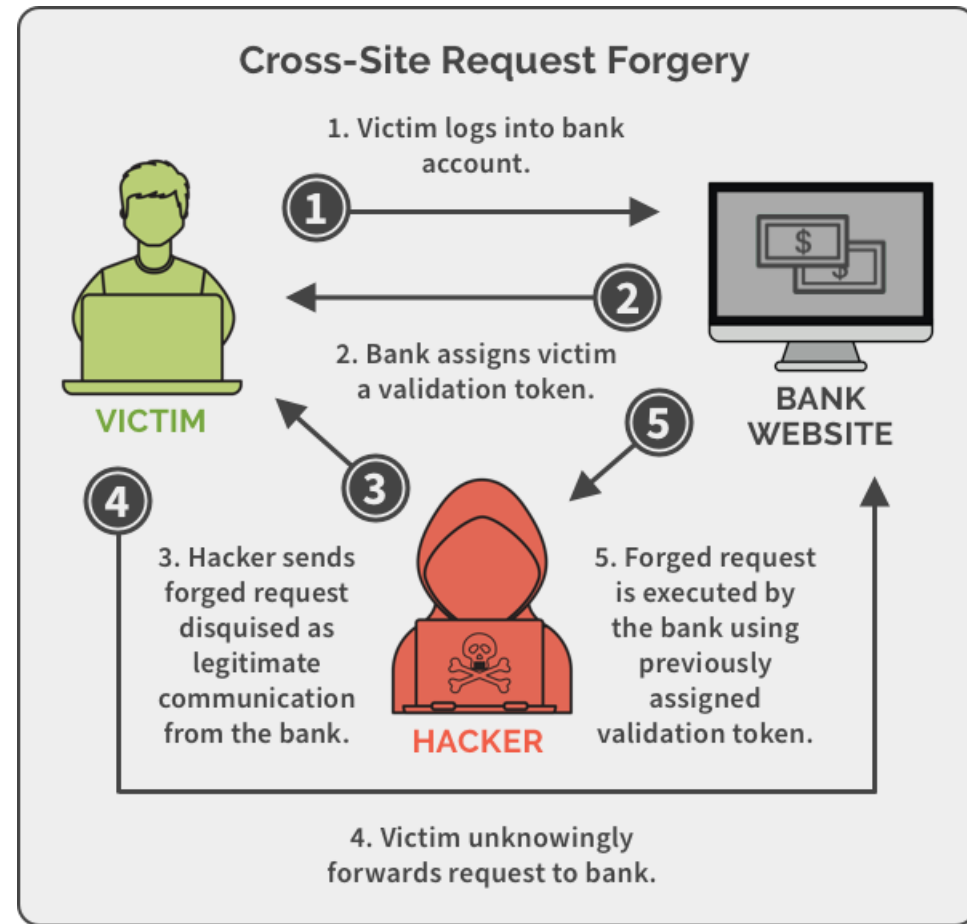 Cross-Site Request Forgery
1. Victim logs into bank
account.
1
$
$
2
2. Bank assigns victim
a validation token.
VICTIM
BANK
WEBSITE
5
4
3
3. Hacker sends
forged request
disquised as
legitimate
communication
from the bank.
5. Forged request
is executed by
the bank using
previously
assigned
validation token.
HACKER
4. Victim unknowingly
forwards request to bank.